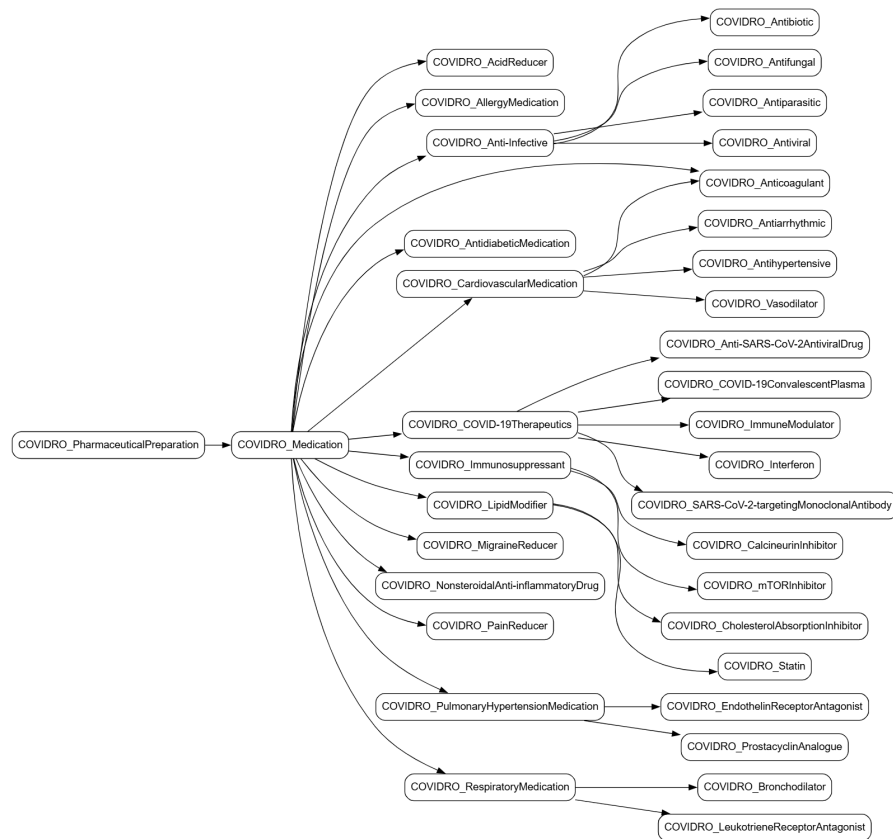 COVIDRO_Antibiotic
COVIDRO_AcidReducer
COVIDRO_Antifungal
COVIDRO_AllergyMedication
COVIDRO_Antiparasitic
COVIDRO_Anti-Infective
COVIDRO_Antiviral
COVIDRO_Anticoagulant
COVIDRO_Antiarrhythmic
COVIDRO_AntidiabeticMedication
COVIDRO_Antihypertensive
COVIDRO_CardiovascularMedication
COVIDRO_Vasodilator
COVIDRO_Anti-SARS-CoV-2AntiviralDrug
COVIDRO_COVID-19ConvalescentPlasma
COVIDRO_COVID-19Therapeutics
COVIDRO_ImmuneModulator
COVIDRO_PharmaceuticalPreparation
COVIDRO_Medication
COVIDRO_Immunosuppressant
COVIDRO_Interferon
COVIDRO_LipidModifier
COVIDRO_SARS-CoV-2-targetingMonoclonalAntibody
COVIDRO_MigraineReducer
COVIDRO_CalcineurinInhibitor
COVIDRO_NonsteroidalAnti-inflammatoryDrug
COVIDRO_mTORInhibitor
COVIDRO_PainReducer
COVIDRO_CholesterolAbsorptionInhibitor
COVIDRO_Statin
COVIDRO_PulmonaryHypertensionMedication
COVIDRO_EndothelinReceptorAntagonist
COVIDRO_ProstacyclinAnalogue
COVIDRO_RespiratoryMedication
COVIDRO_Bronchodilator
COVIDRO_LeukotrieneReceptorAntagonist